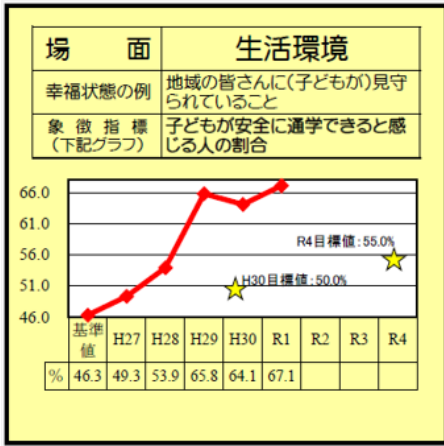 場 面 生活環境
幸福状態の例 地域の皆さんに(子どもが)見守
られていること
象徴指標
(下記グラフ)
子どもが安全に通学できると感
じる人の割合
66.0
61.0
56.0
51.0
46.0
R4目標値:55.0%
H30目標値:50.0%
基準値 H27 H28 H29 H30 R1 R2 R3 R4
% 46.3 49.3 53.9 65.8 64.1 67.1